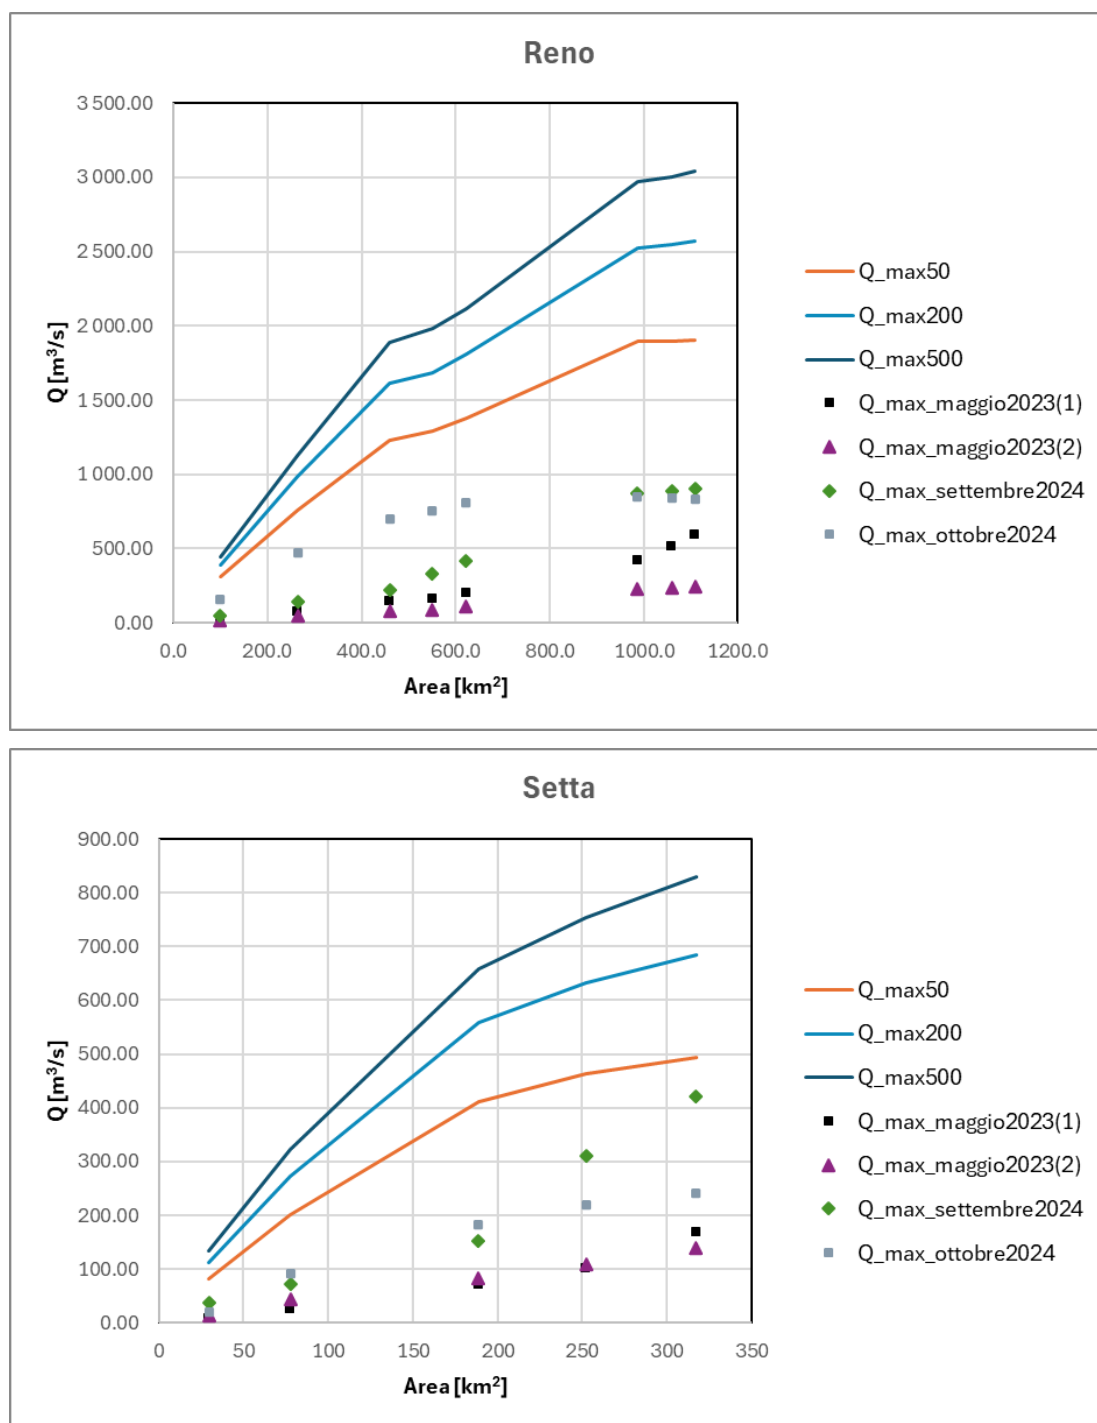 Reno
3 500.00
3 000.00
2 500.00
2 000.00
1 500.00
1 000.00
500.00
0.00
Q [m³/s]
0.0 200.0 400.0 600.0 800.0 1000.0 1200.0
Area [km²]
Q_max50
Q_max200
Q_max500
Q_max_maggio2023(1)
Q_max_maggio2023(2)
Q_max_settembre2024
Q_max_ottobre2024
Setta
900.00
800.00
700.00
600.00
500.00
400.00
300.00
200.00
100.00
0.00
Q [m³/s]
0 50 100 150 200 250 300 350
Area [km²]
Q_max50
Q_max200
Q_max500
Q_max_maggio2023(1)
Q_max_maggio2023(2)
Q_max_settembre2024
Q_max_ottobre2024